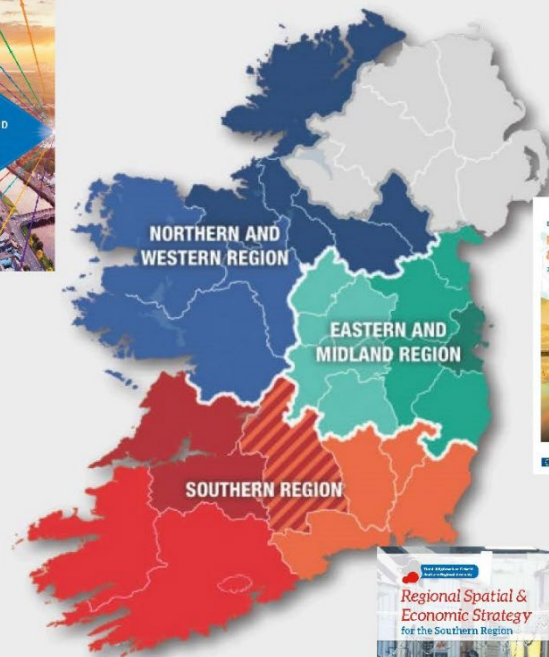 D
NORTHERN AND
WESTERN REGION
EASTERN AND
MIDLAND REGION
SOUTHERN REGION
Regional Spatial &
Economic Strategy
for the Southern Region